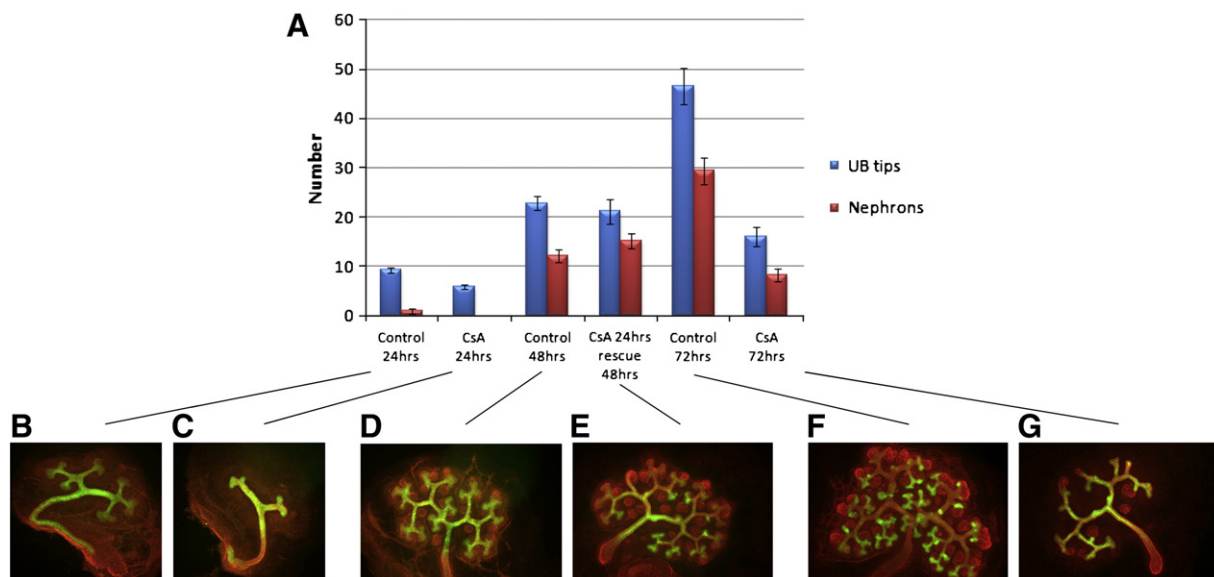 A
60
50
40
30
20
10
0
Number
UB tips
Nephrons
Control 24hrs
CsA 24hrs
Control 48hrs
CsA 24hrs rescue 48hrs
Control 72hrs
CsA 72hrs
B
C
D
E
F
G